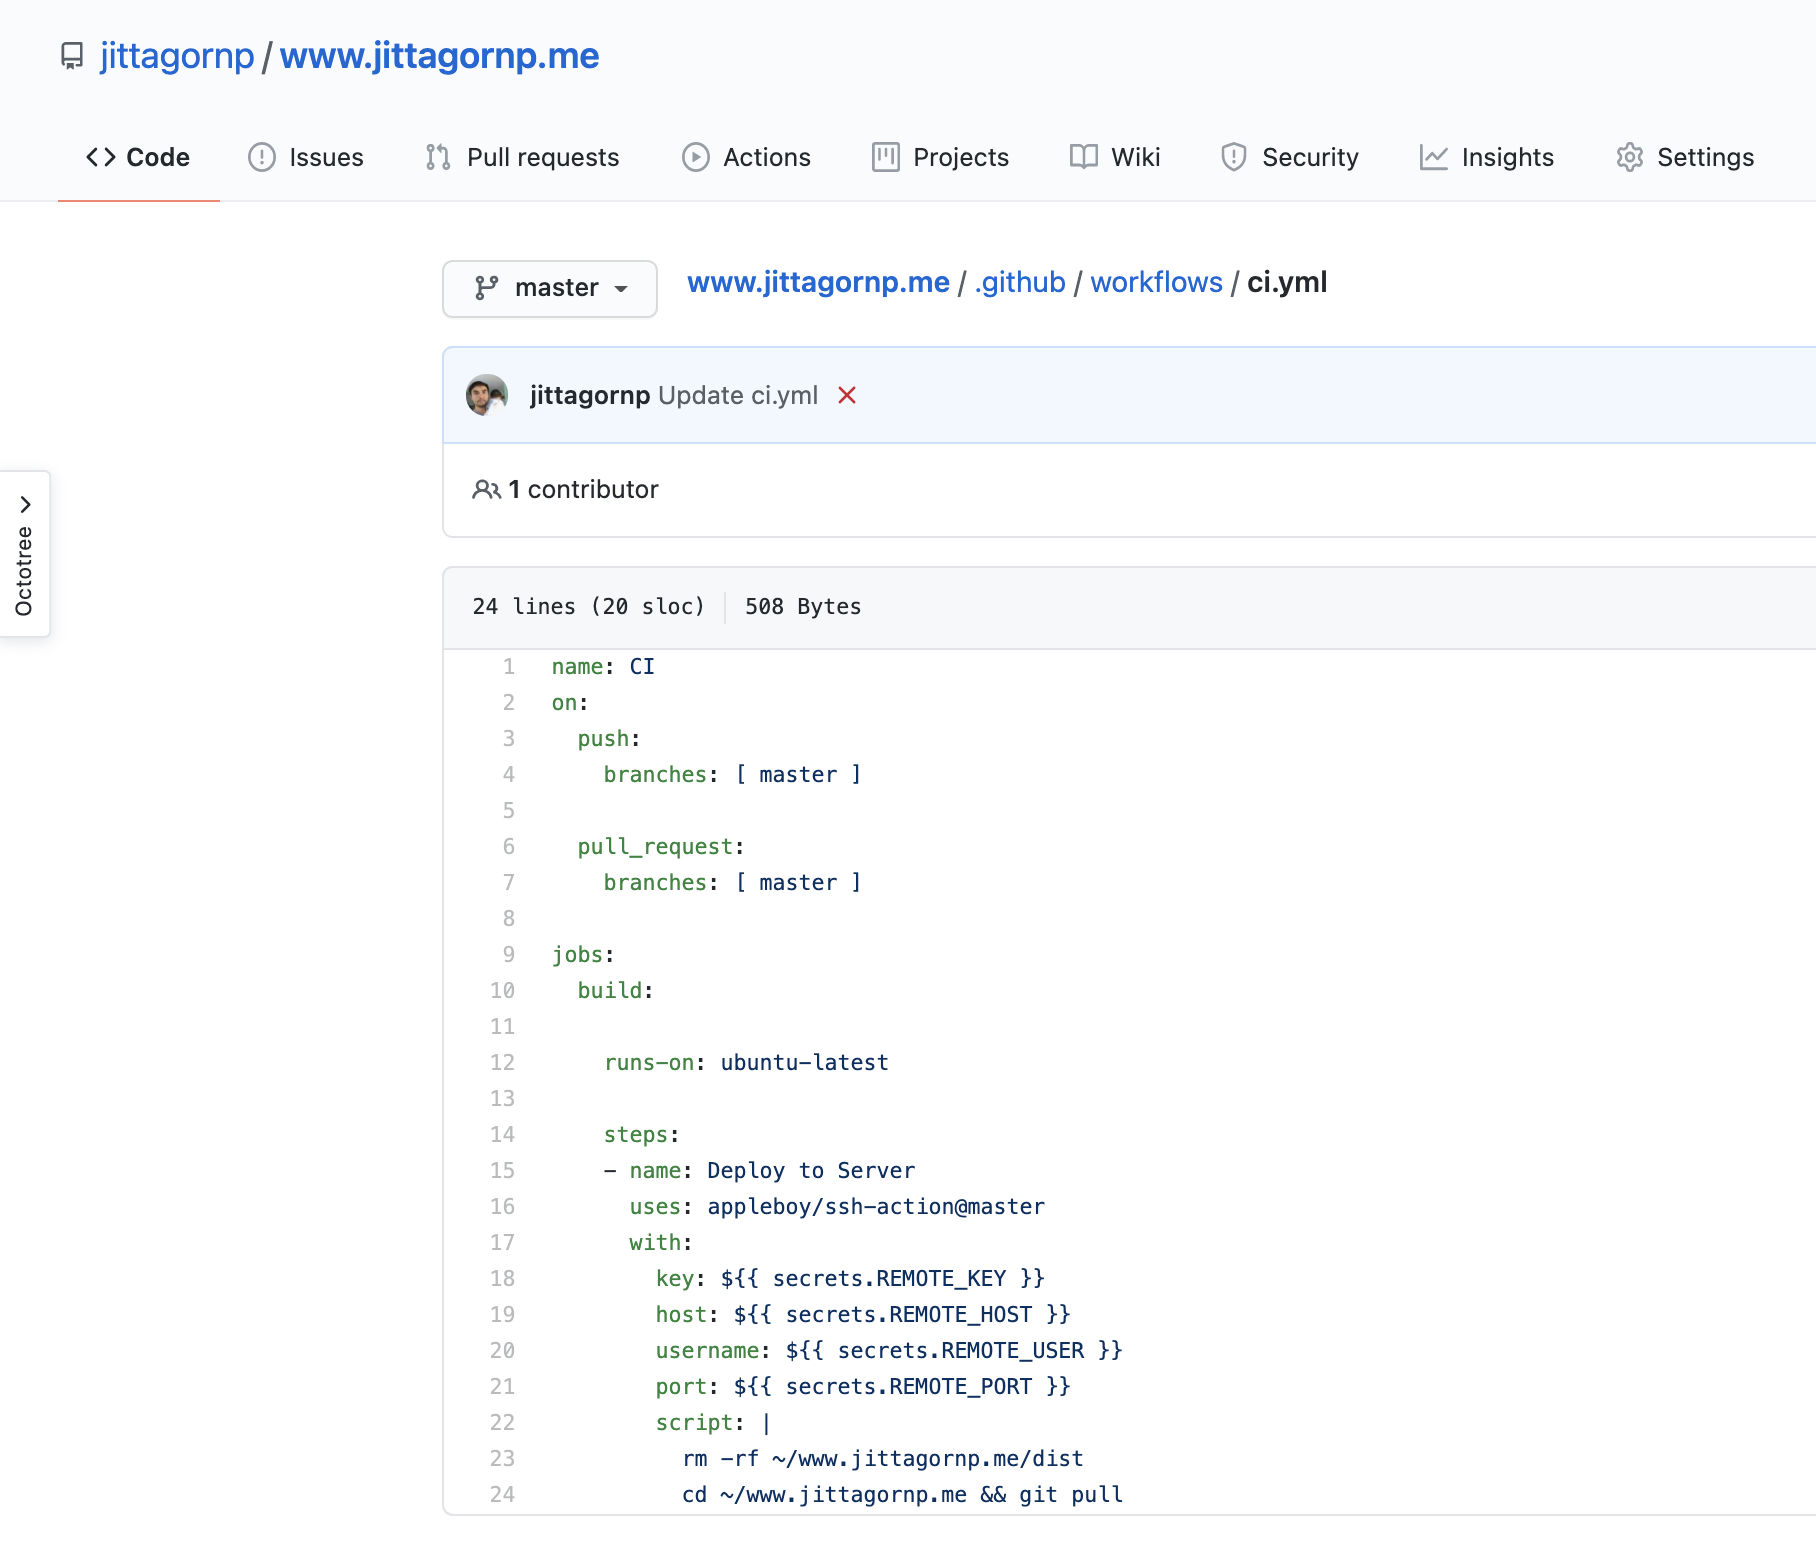 jittagornp / www.jittagornp.me
Code Issues Pull requests Actions Projects Wiki Security Insights Settings
master www.jittagornp.me / .github / workflows / ci.yml
jittagornp Update ci.yml
1 contributor
Octotree
24 lines (20 sloc) 508 Bytes
1 name: CI
2 on:
3   push:
4     branches: [ master ]
5
6   pull_request:
7     branches: [ master ]
8
9 jobs:
10   build:
11
12     runs-on: ubuntu-latest
13
14     steps:
15     - name: Deploy to Server
16       uses: appleboy/ssh-action@master
17       with:
18         key: ${{ secrets.REMOTE_KEY }}
19         host: ${{ secrets.REMOTE_HOST }}
20         username: ${{ secrets.REMOTE_USER }}
21         port: ${{ secrets.REMOTE_PORT }}
22         script: |
23           rm -rf ~/www.jittagornp.me/dist
24           cd ~/www.jittagornp.me && git pull